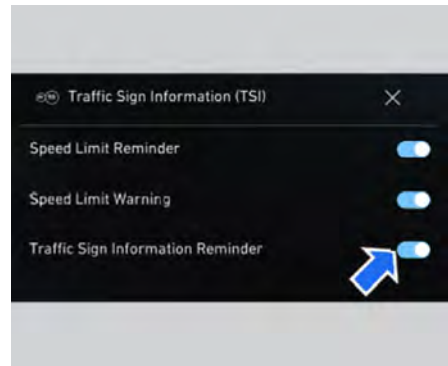 Traffic Sign Information (TSI)
Speed Limit Reminder
Speed Limit Warning
Traffic Sign Information Reminder